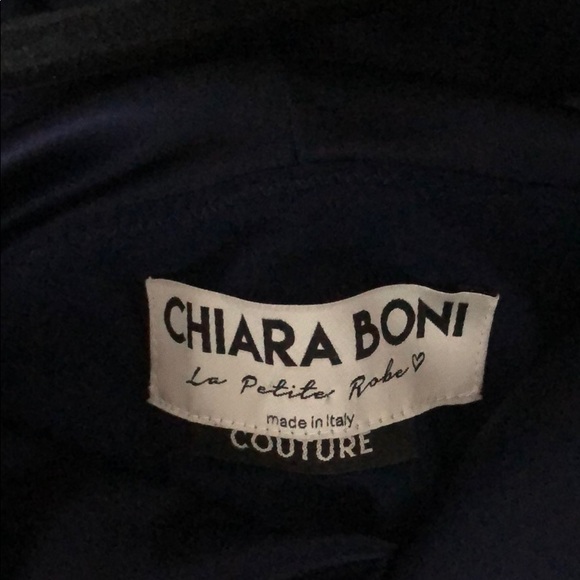 CHIARA BONI
La Petite Robe♡
made in Italy
COUTURE